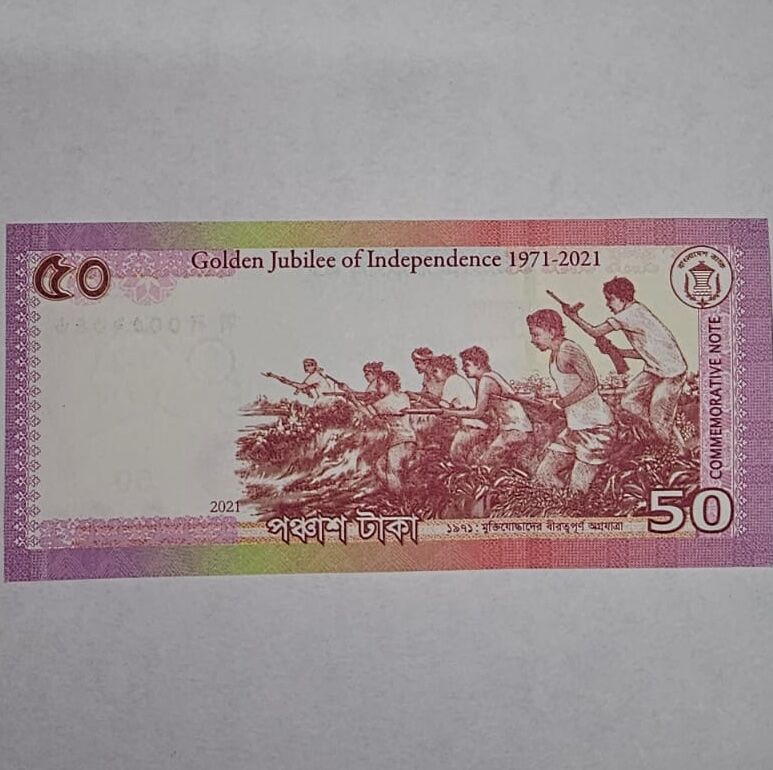 Golden Jubilee of Independence 1971-2021
৫০
বাংলাদেশ ব্যাংক
COMMEMORATIVE NOTE
2021
পঞ্চাশ টাকা
১৯৭১: মুক্তিযোদ্ধাদের বীরত্বপূর্ণ অগ্রযাত্রা
50